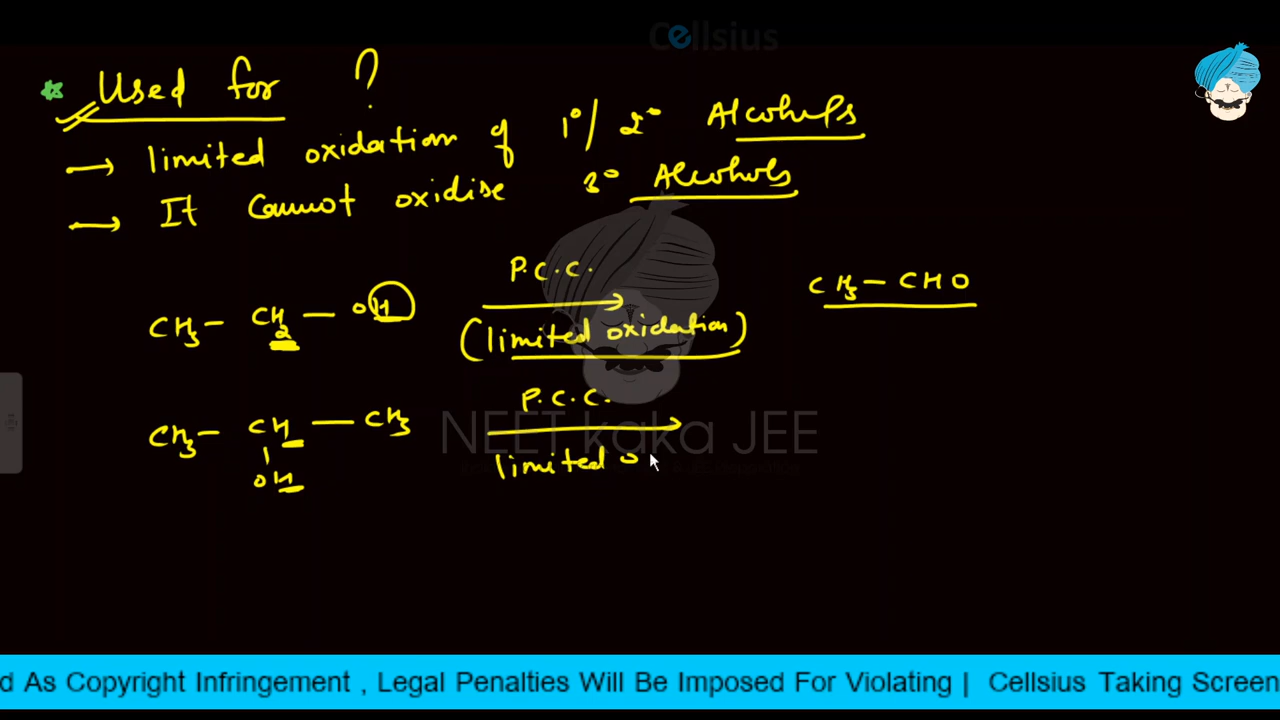 Cellsius
* Used for ?
→ limited oxidation of 1°/2° Alcohols
→ It cannot oxidise 3° Alcohols
CH3 – CH2 – OH P.C.C. (limited oxidation) CH3 – CHO
CH3 – CH – CH3 P.C.C. limited o
OH
NEET kaka JEE
d As Copyright Infringement , Legal Penalties Will Be Imposed For Violating | Cellsius Taking Screen